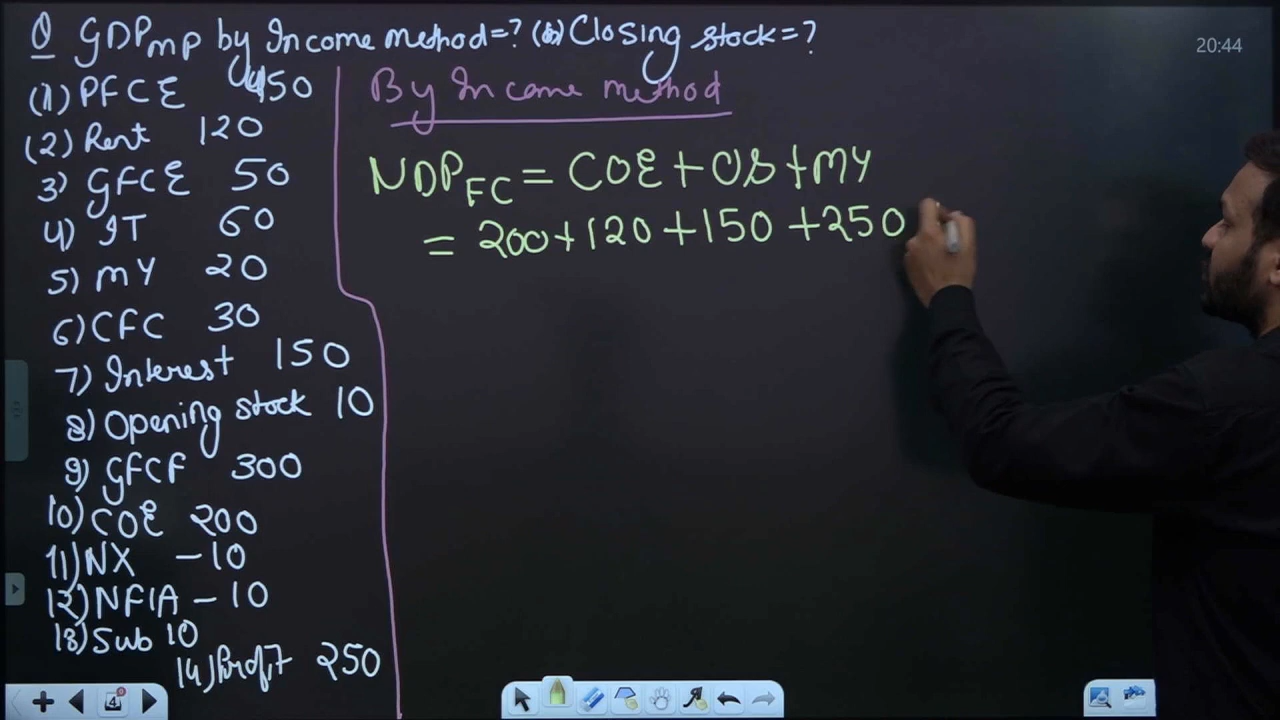 Q GDPMP by Income method=? (b) Closing stock=?
20:44
(1) PFCE 450
(2) Rent 120
3) GFCE 50
4) IT 60
5) MY 20
6) CFC 30
7) Interest 150
8) Opening stock 10
9) GFCF 300
10) COE 200
11) NX -10
12) NFIA -10
13) Sub 10
14) Profit 250
By Income method
NDPFC = COE+OS+MY
= 200+120+150+250
4